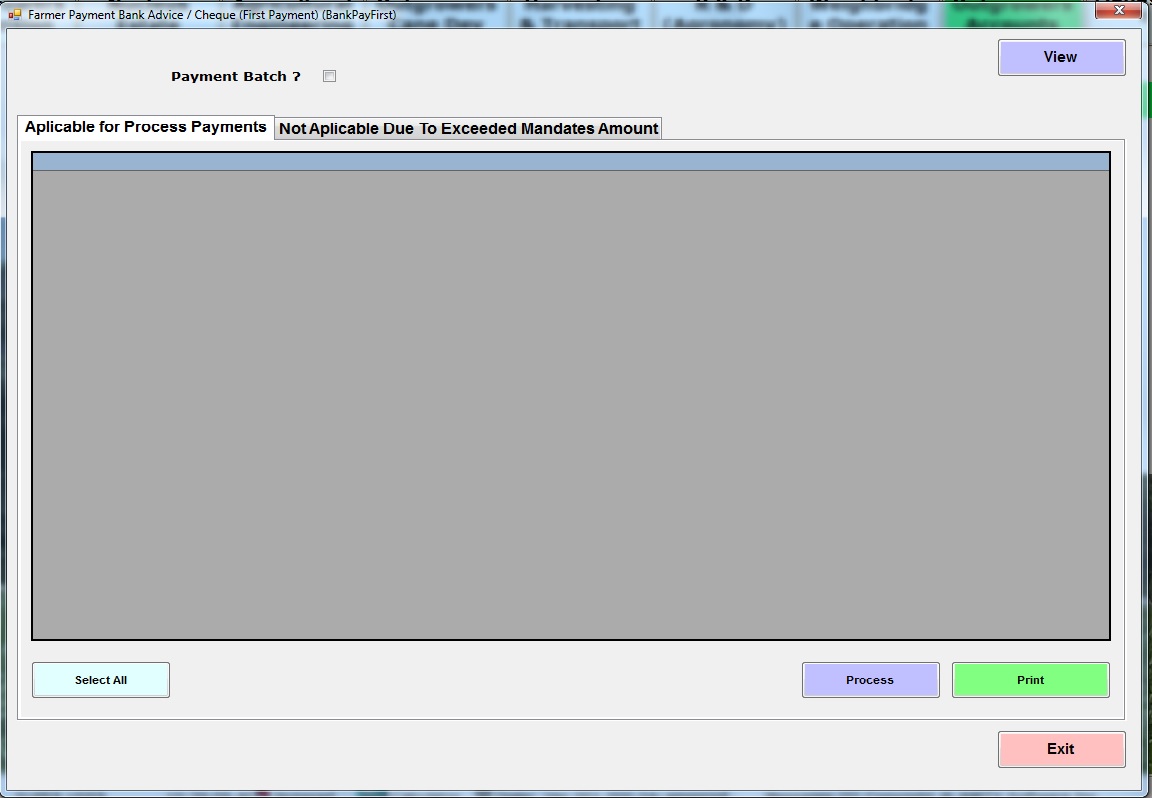 Farmer Payment Bank Advice / Cheque (First Payment) (BankPayFirst)
View
Payment Batch ?
Aplicable for Process Payments
Not Aplicable Due To Exceeded Mandates Amount
Select All
Process
Print
Exit